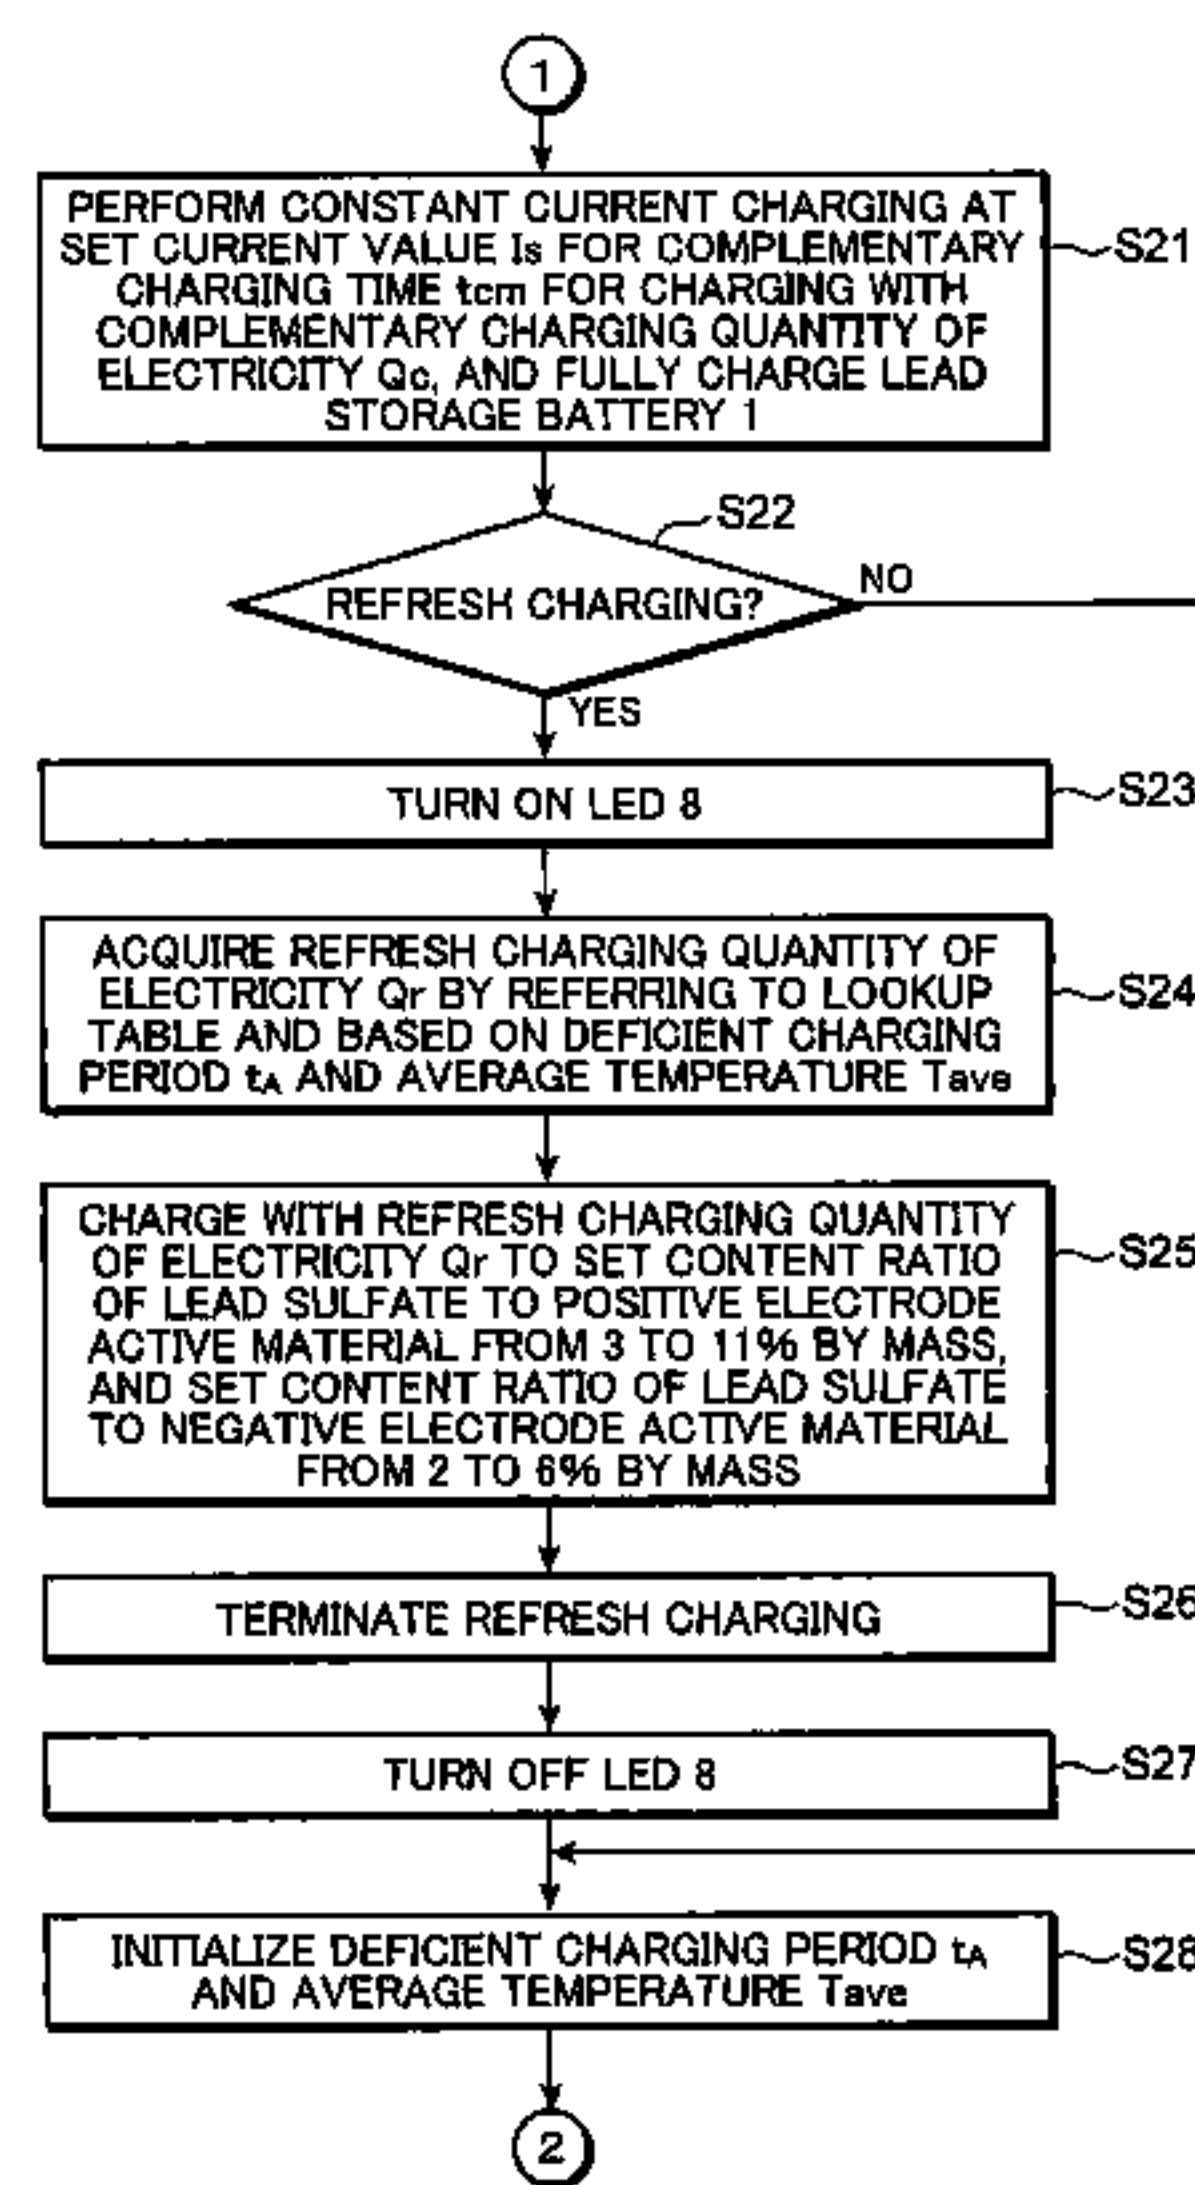 1
PERFORM CONSTANT CURRENT CHARGING AT
SET CURRENT VALUE Is FOR COMPLEMENTARY
CHARGING TIME tcm FOR CHARGING WITH
COMPLEMENTARY CHARGING QUANTITY OF
ELECTRICITY Qc, AND FULLY CHARGE LEAD
STORAGE BATTERY 1
S21
S22
REFRESH CHARGING?
NO
YES
TURN ON LED 8
S23
ACQUIRE REFRESH CHARGING QUANTITY OF
ELECTRICITY Qr BY REFERRING TO LOOKUP
TABLE AND BASED ON DEFICIENT CHARGING
PERIOD tA AND AVERAGE TEMPERATURE Tave
S24
CHARGE WITH REFRESH CHARGING QUANTITY
OF ELECTRICITY Qr TO SET CONTENT RATIO
OF LEAD SULFATE TO POSITIVE ELECTRODE
ACTIVE MATERIAL FROM 3 TO 11% BY MASS,
AND SET CONTENT RATIO OF LEAD SULFATE
TO NEGATIVE ELECTRODE ACTIVE MATERIAL
FROM 2 TO 6% BY MASS
S25
TERMINATE REFRESH CHARGING
S26
TURN OFF LED 8
S27
INITIALIZE DEFICIENT CHARGING PERIOD tA
AND AVERAGE TEMPERATURE Tave
S28
2